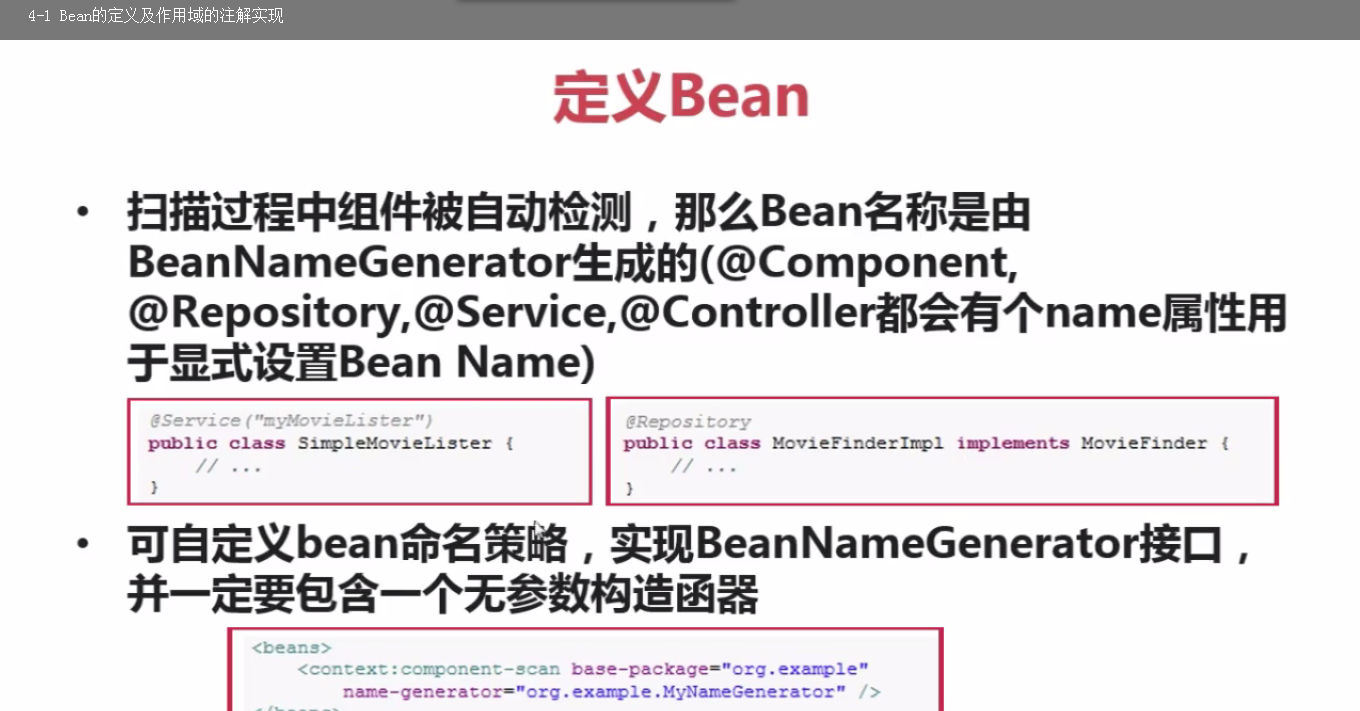 4-1 Bean的定义及作用域的注解实现
定义Bean
• 扫描过程中组件被自动检测，那么Bean名称是由
BeanNameGenerator生成的(@Component,
@Repository,@Service,@Controller都会有个name属性用
于显式设置Bean Name)
@Service("myMovieLister")
public class SimpleMovieLister {
// ...
}
@Repository
public class MovieFinderImpl implements MovieFinder {
// ...
}
• 可自定义bean命名策略，实现BeanNameGenerator接口，
并一定要包含一个无参数构造函器
<beans>
<context:component-scan base-package="org.example"
name-generator="org.example.MyNameGenerator" />
</beans>